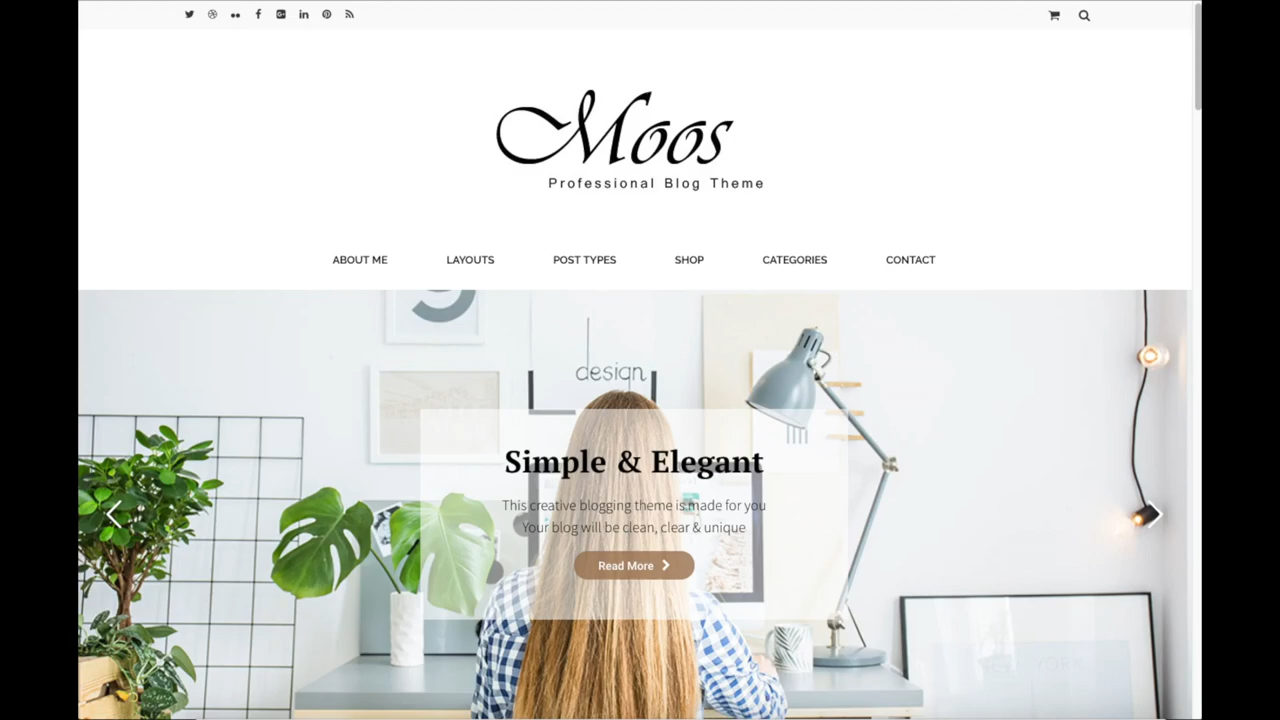 Moos
Professional Blog Theme
ABOUT ME LAYOUTS POST TYPES SHOP CATEGORIES CONTACT
design
Simple & Elegant
This creative blogging theme is made for you
Your blog will be clean, clear & unique
Read More